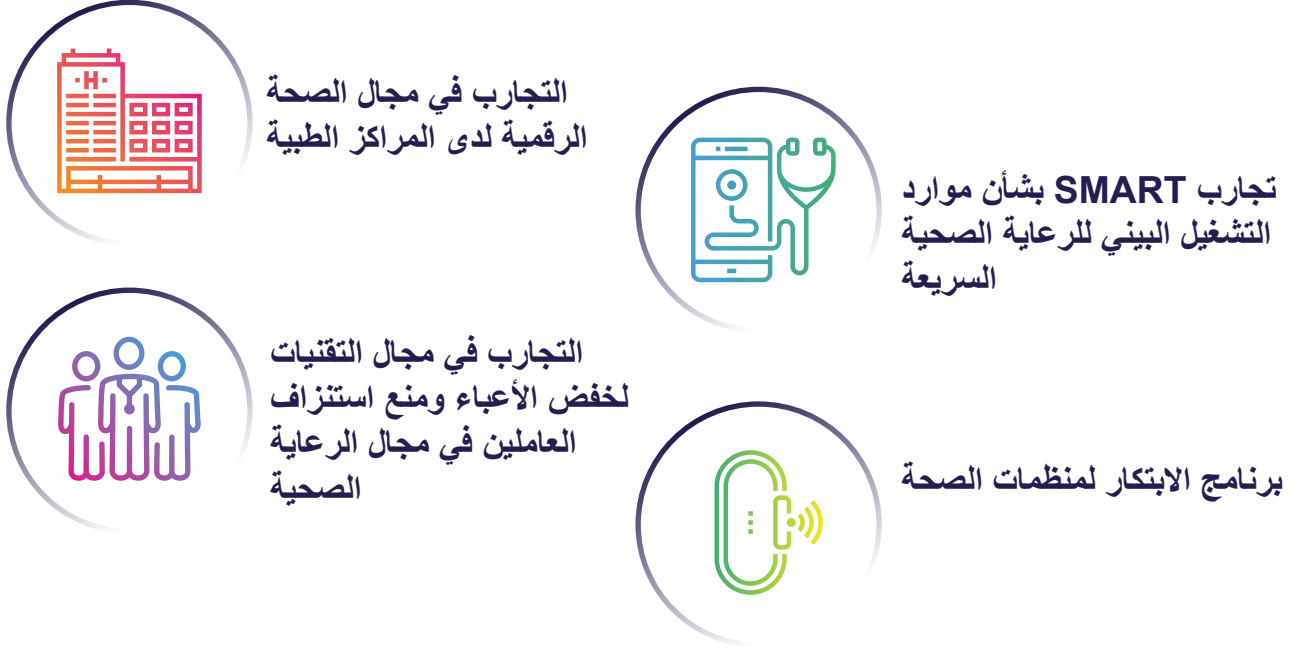 التجارب في مجال الصحة
الرقمية لدى المراكز الطبية
تجارب SMART بشأن موارد
التشغيل البيني للرعاية الصحية
السريعة
التجارب في مجال التقنيات
لخفض الأعباء ومنع استنزاف
العاملين في مجال الرعاية
الصحية
برنامج الابتكار لمنظمات الصحة
H